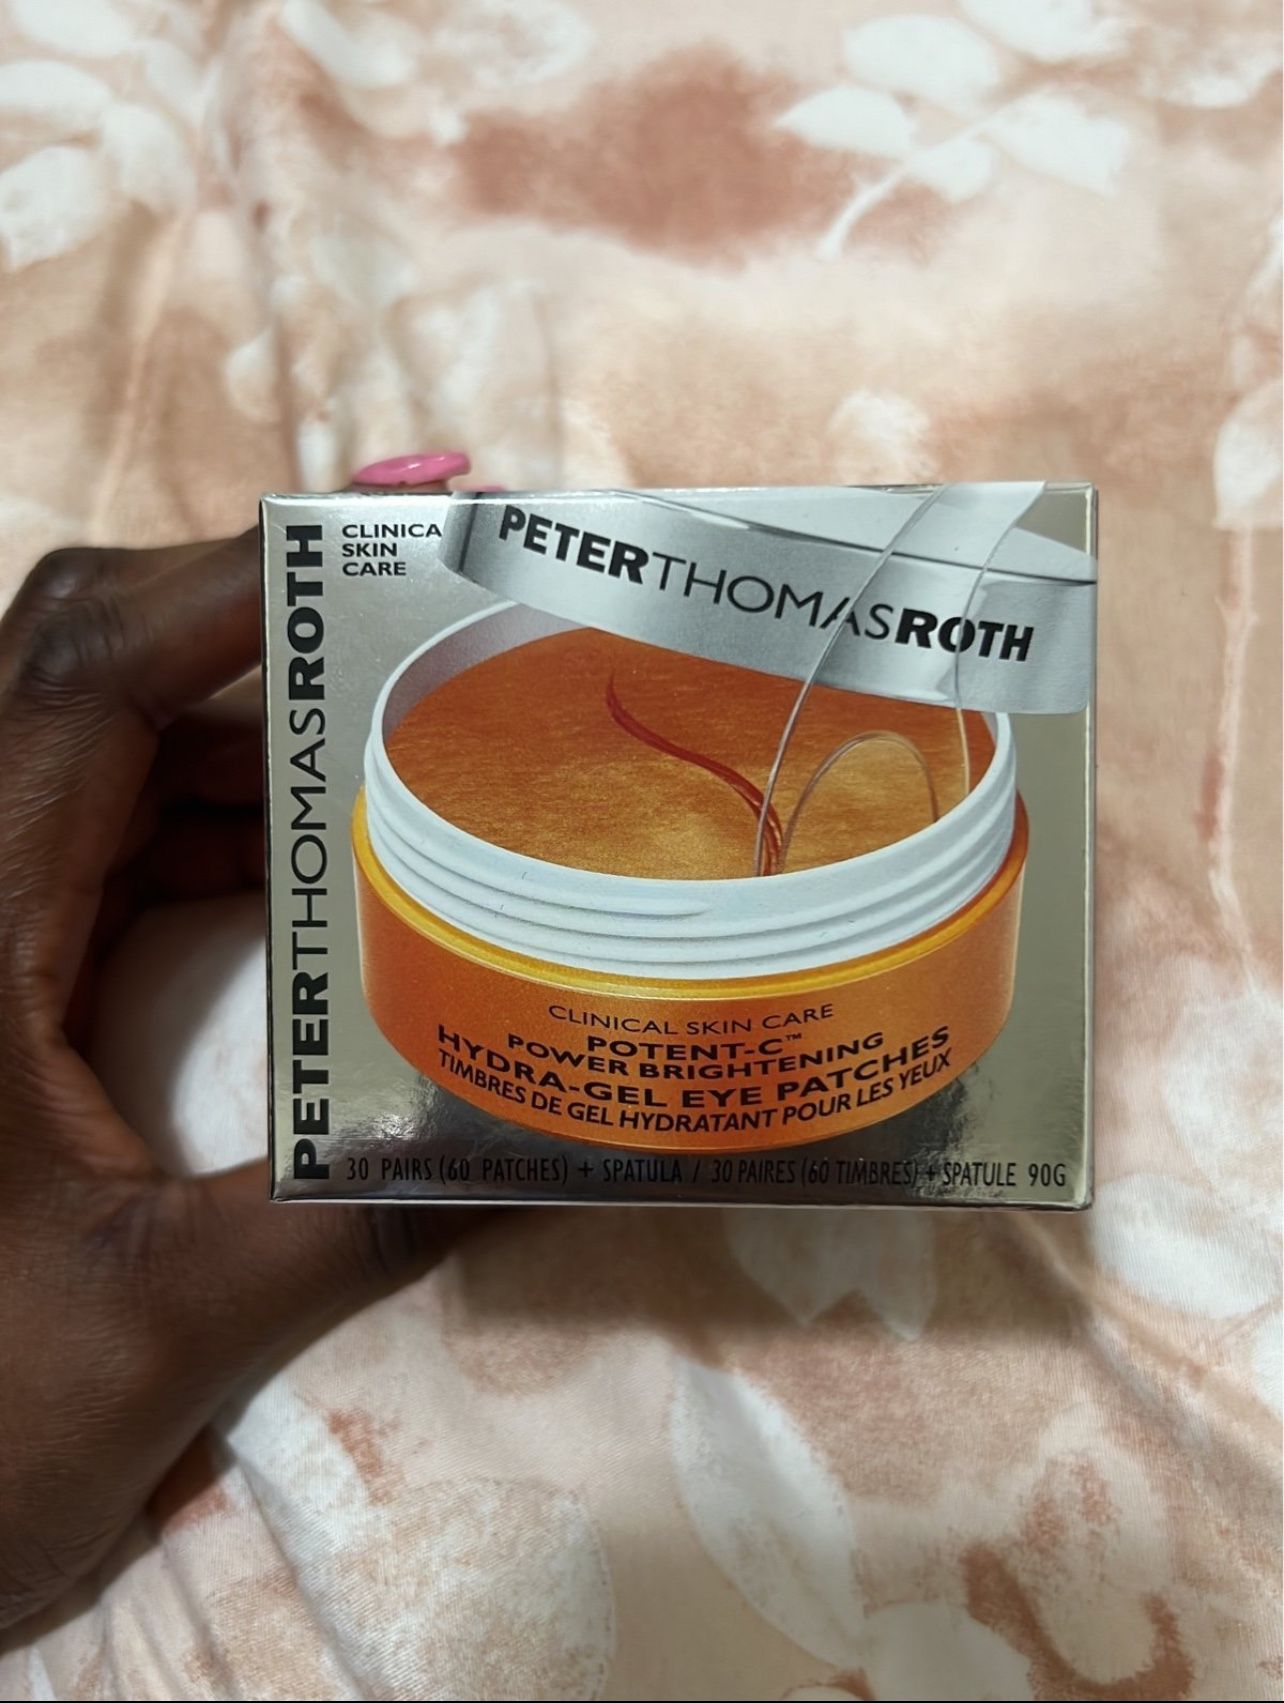 PETERTHOMASROTH
CLINICA
SKIN
CARE
PETERTHOMASROTH
CLINICAL SKIN CARE
POTENT-C™
POWER BRIGHTENING
HYDRA-GEL EYE PATCHES
TIMBRES DE GEL HYDRATANT POUR LES YEUX
30 PAIRS (60 PATCHES) + SPATULA / 30 PAIRES (60 TIMBRES) + SPATULE 90G